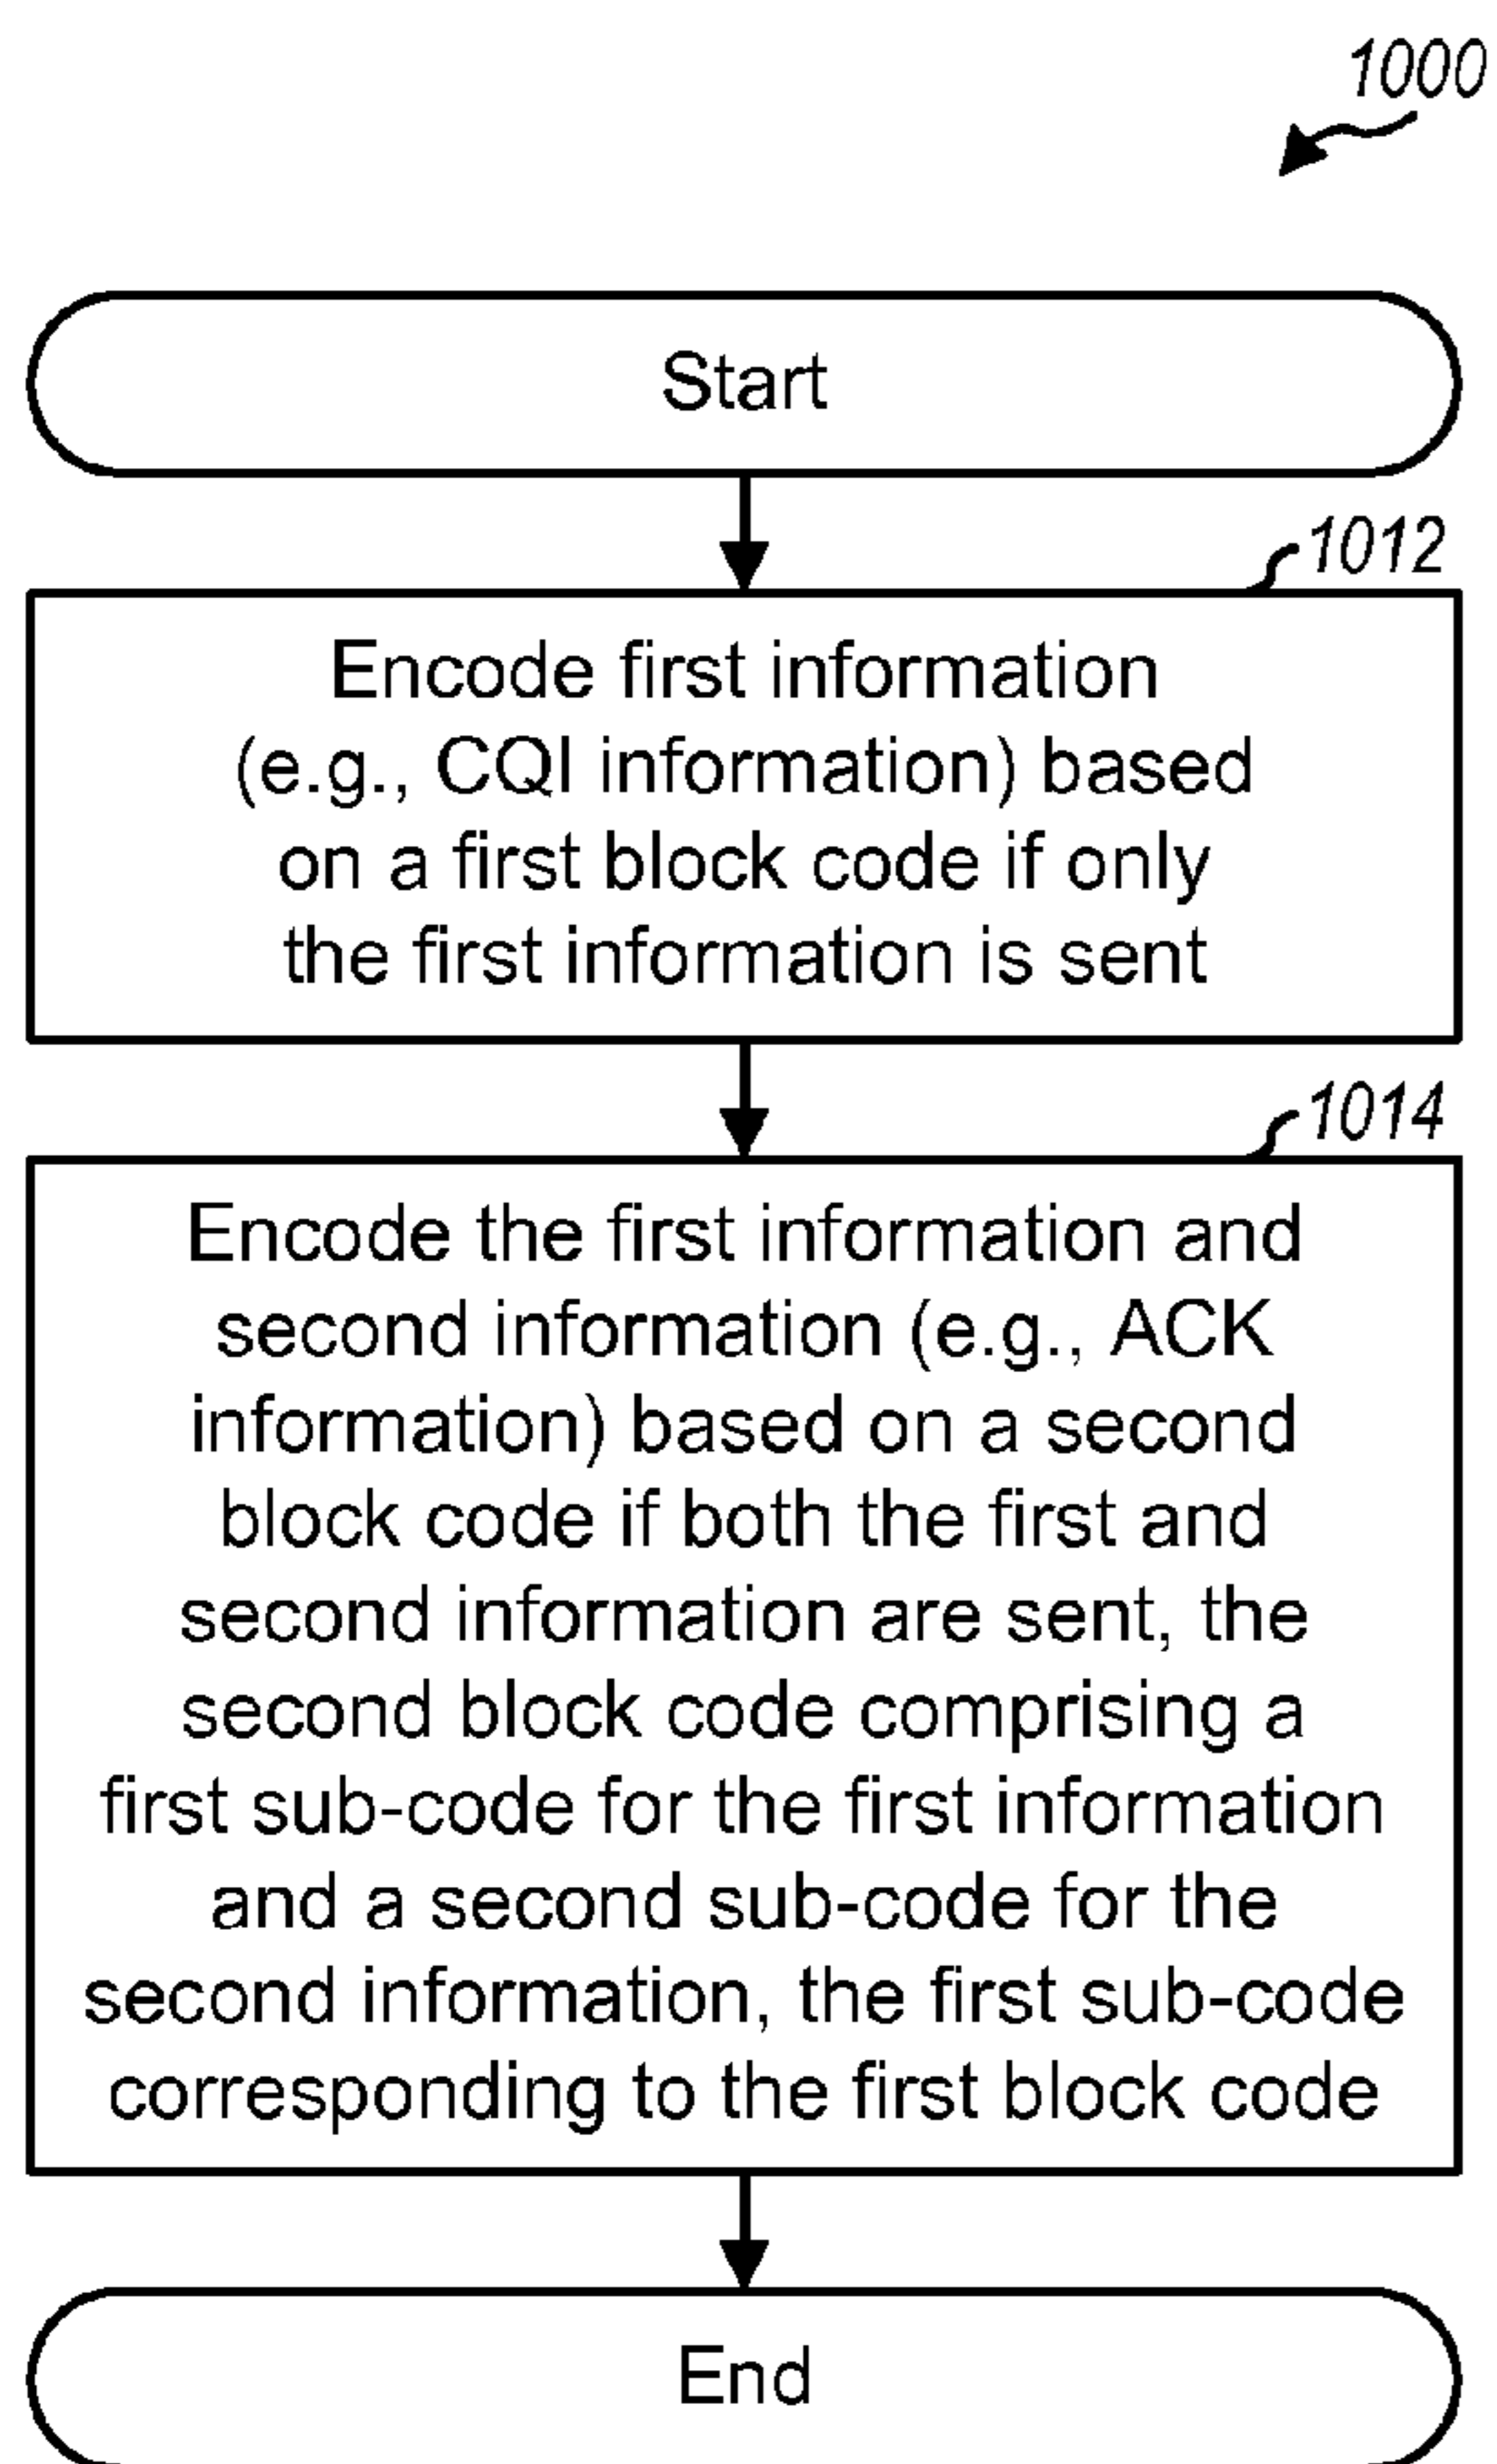 1000
Start
1012
Encode first information
(e.g., CQI information) based
on a first block code if only
the first information is sent
1014
Encode the first information and
second information (e.g., ACK
information) based on a second
block code if both the first and
second information are sent, the
second block code comprising a
first sub-code for the first information
and a second sub-code for the
second information, the first sub-code
corresponding to the first block code
End